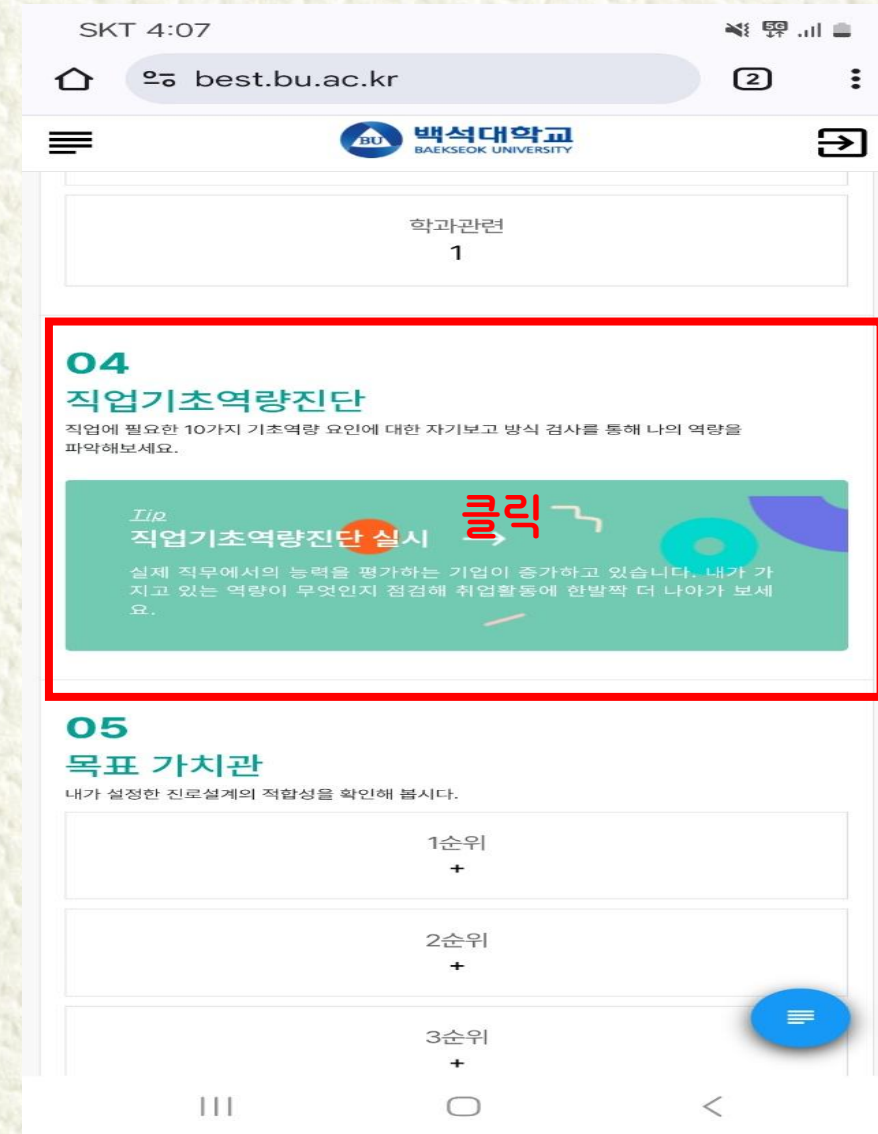 SKT 4:07
best.bu.ac.kr
2
BU 백석대학교
BAEKSEOK UNIVERSITY
학과관련
1
04
직업기초역량진단
직업에 필요한 10가지 기초역량 요인에 대한 자기보고 방식 검사를 통해 나의 역량을
파악해보세요.
Tip
직업기초역량진단 실시 → 클릭
실제 직무에서의 능력을 평가하는 기업이 증가하고 있습니다. 내가 가
지고 있는 역량이 무엇인지 점검해 취업활동에 한발짝 더 나아가 보세
요.
05
목표 가치관
내가 설정한 진로설계의 적합성을 확인해 봅시다.
1순위
+
2순위
+
3순위
+